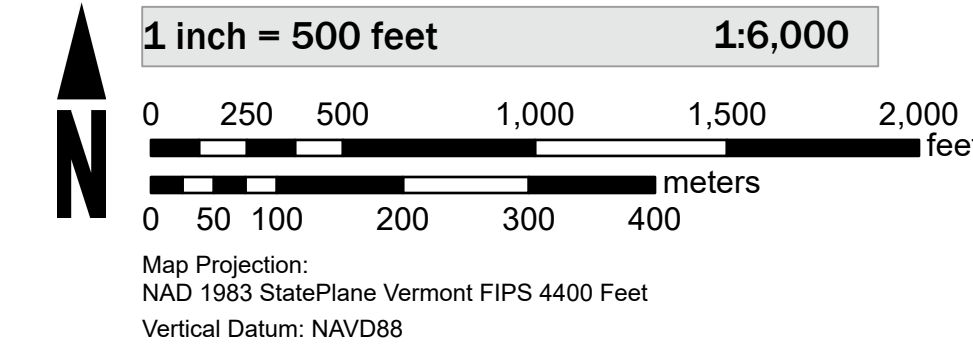 1 inch = 500 feet 1:6,000
0 250 500 1,000 1,500 2,000
feet
meters
0 50 100 200 300 400
N
Map Projection:
NAD 1983 StatePlane Vermont FIPS 4400 Feet
Vertical Datum: NAVD88